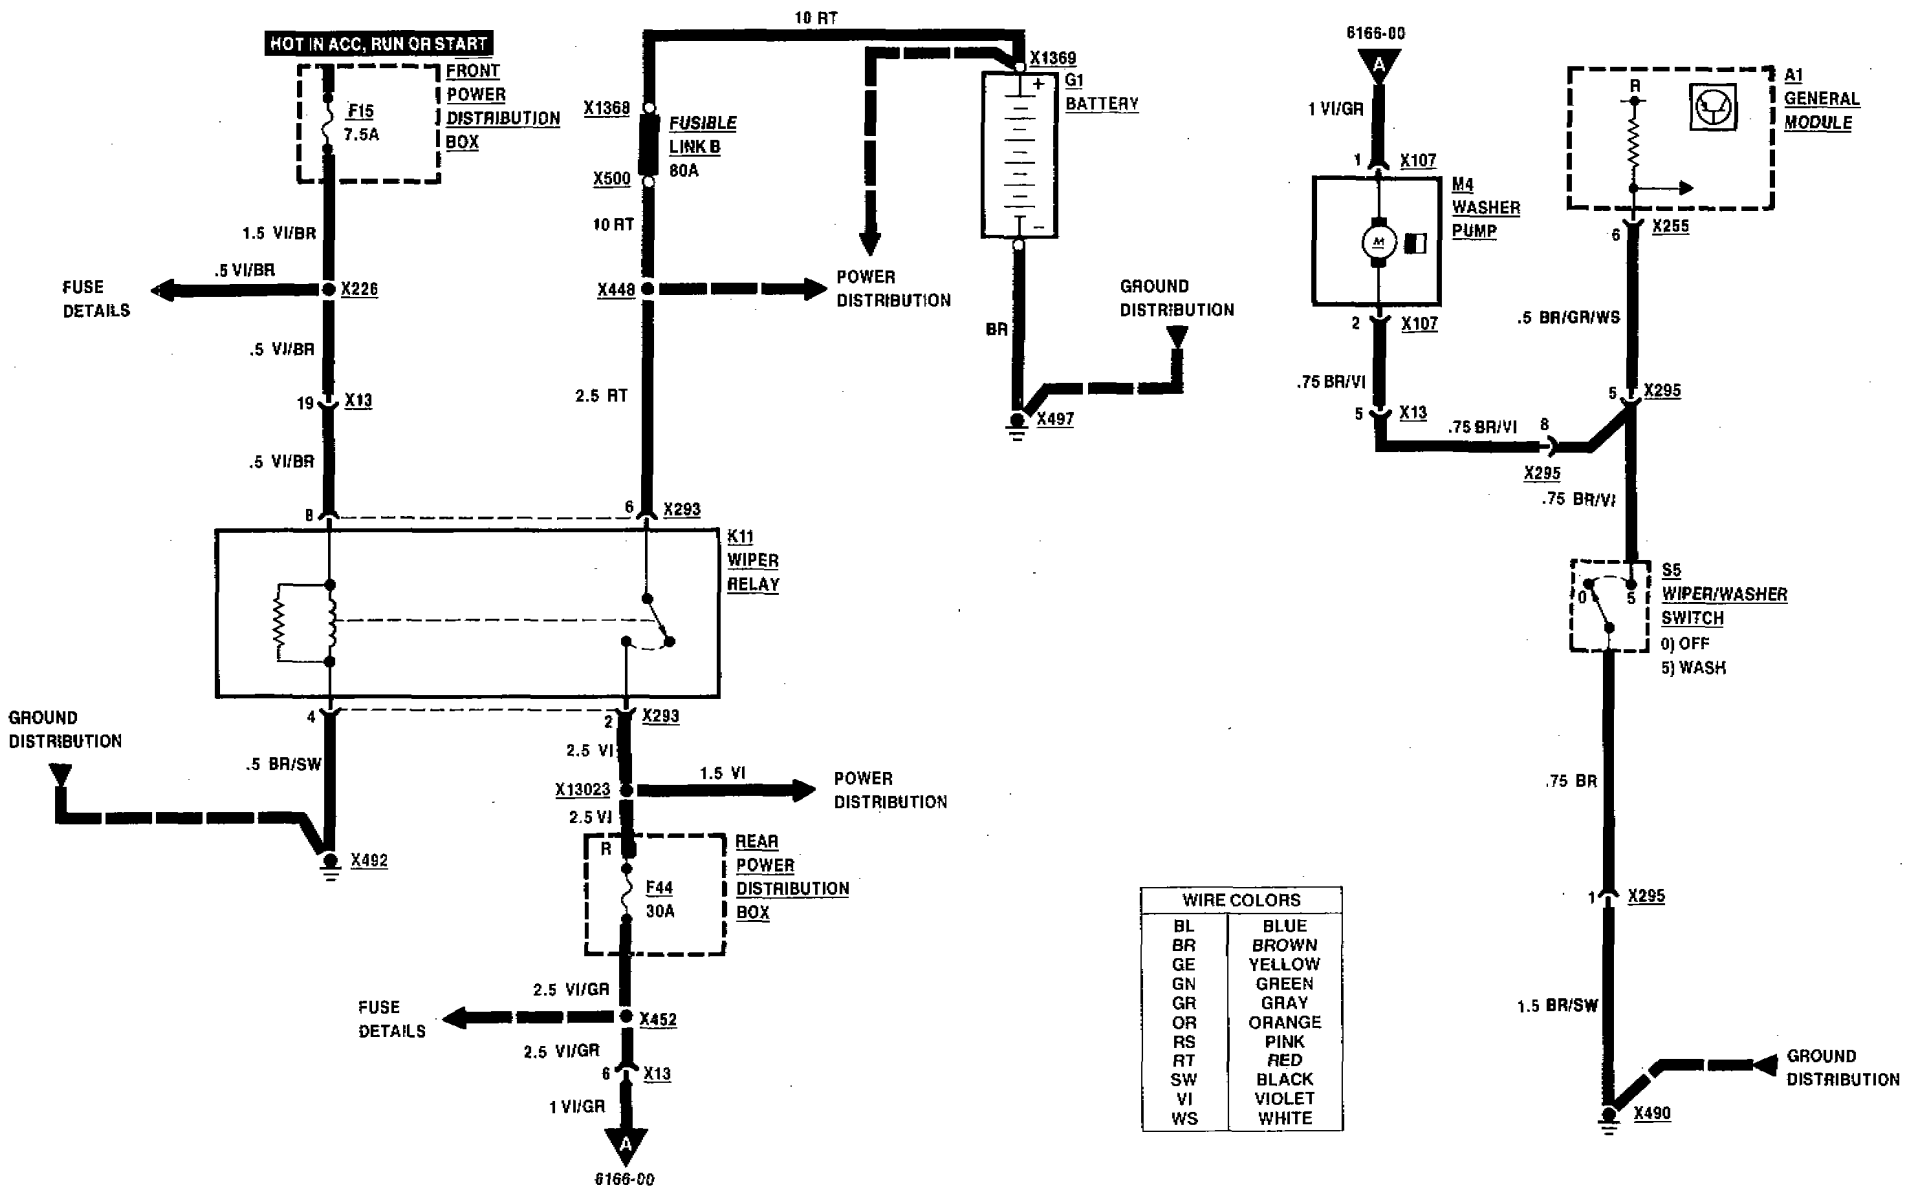 10 RT
HOT IN ACC, RUN OR START
FRONT
POWER
DISTRIBUTION
BOX
F15
7.5A
1.5 VI/BR
.5 VI/BR
FUSE
DETAILS
X226
.5 VI/BR
19
X13
.5 VI/BR
8
X1368
FUSIBLE
LINK B
80A
X500
10 RT
X448
POWER
DISTRIBUTION
2.5 RT
6
X293
X1369
G1
BATTERY
+
–
BR
X497
GROUND
DISTRIBUTION
K11
WIPER
RELAY
4
2
X293
GROUND
DISTRIBUTION
.5 BR/SW
X492
2.5 VI
X13023
1.5 VI
POWER
DISTRIBUTION
2.5 VI
R
F44
30A
REAR
POWER
DISTRIBUTION
BOX
2.5 VI/GR
FUSE
DETAILS
X452
2.5 VI/GR
6
X13
1 VI/GR
A
6166-00
6166-00
A
1 VI/GR
1
X107
M4
WASHER
PUMP
M
2
X107
.75 BR/VI
5
X13
.75 BR/VI
8
X295
A1
GENERAL
MODULE
R
6
X255
.5 BR/GR/WS
5
X295
.75 BR/VI
S5
WIPER/WASHER
SWITCH
0) OFF
5) WASH
0
5
.75 BR
1
X295
1.5 BR/SW
GROUND
DISTRIBUTION
X490
WIRE COLORS
BL BLUE
BR BROWN
GE YELLOW
GN GREEN
GR GRAY
OR ORANGE
RS PINK
RT RED
SW BLACK
VI VIOLET
WS WHITE